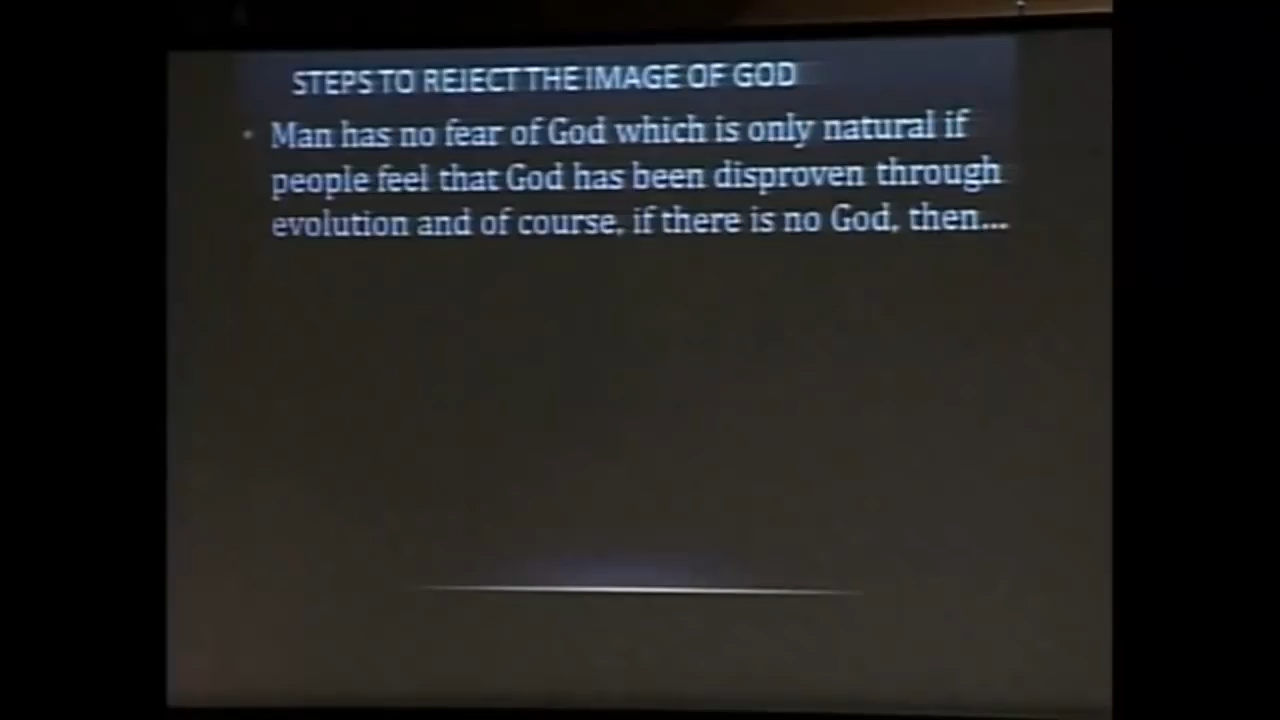 STEPS TO REJECT THE IMAGE OF GOD
• Man has no fear of God which is only natural if
people feel that God has been disproven through
evolution and of course, if there is no God, then...